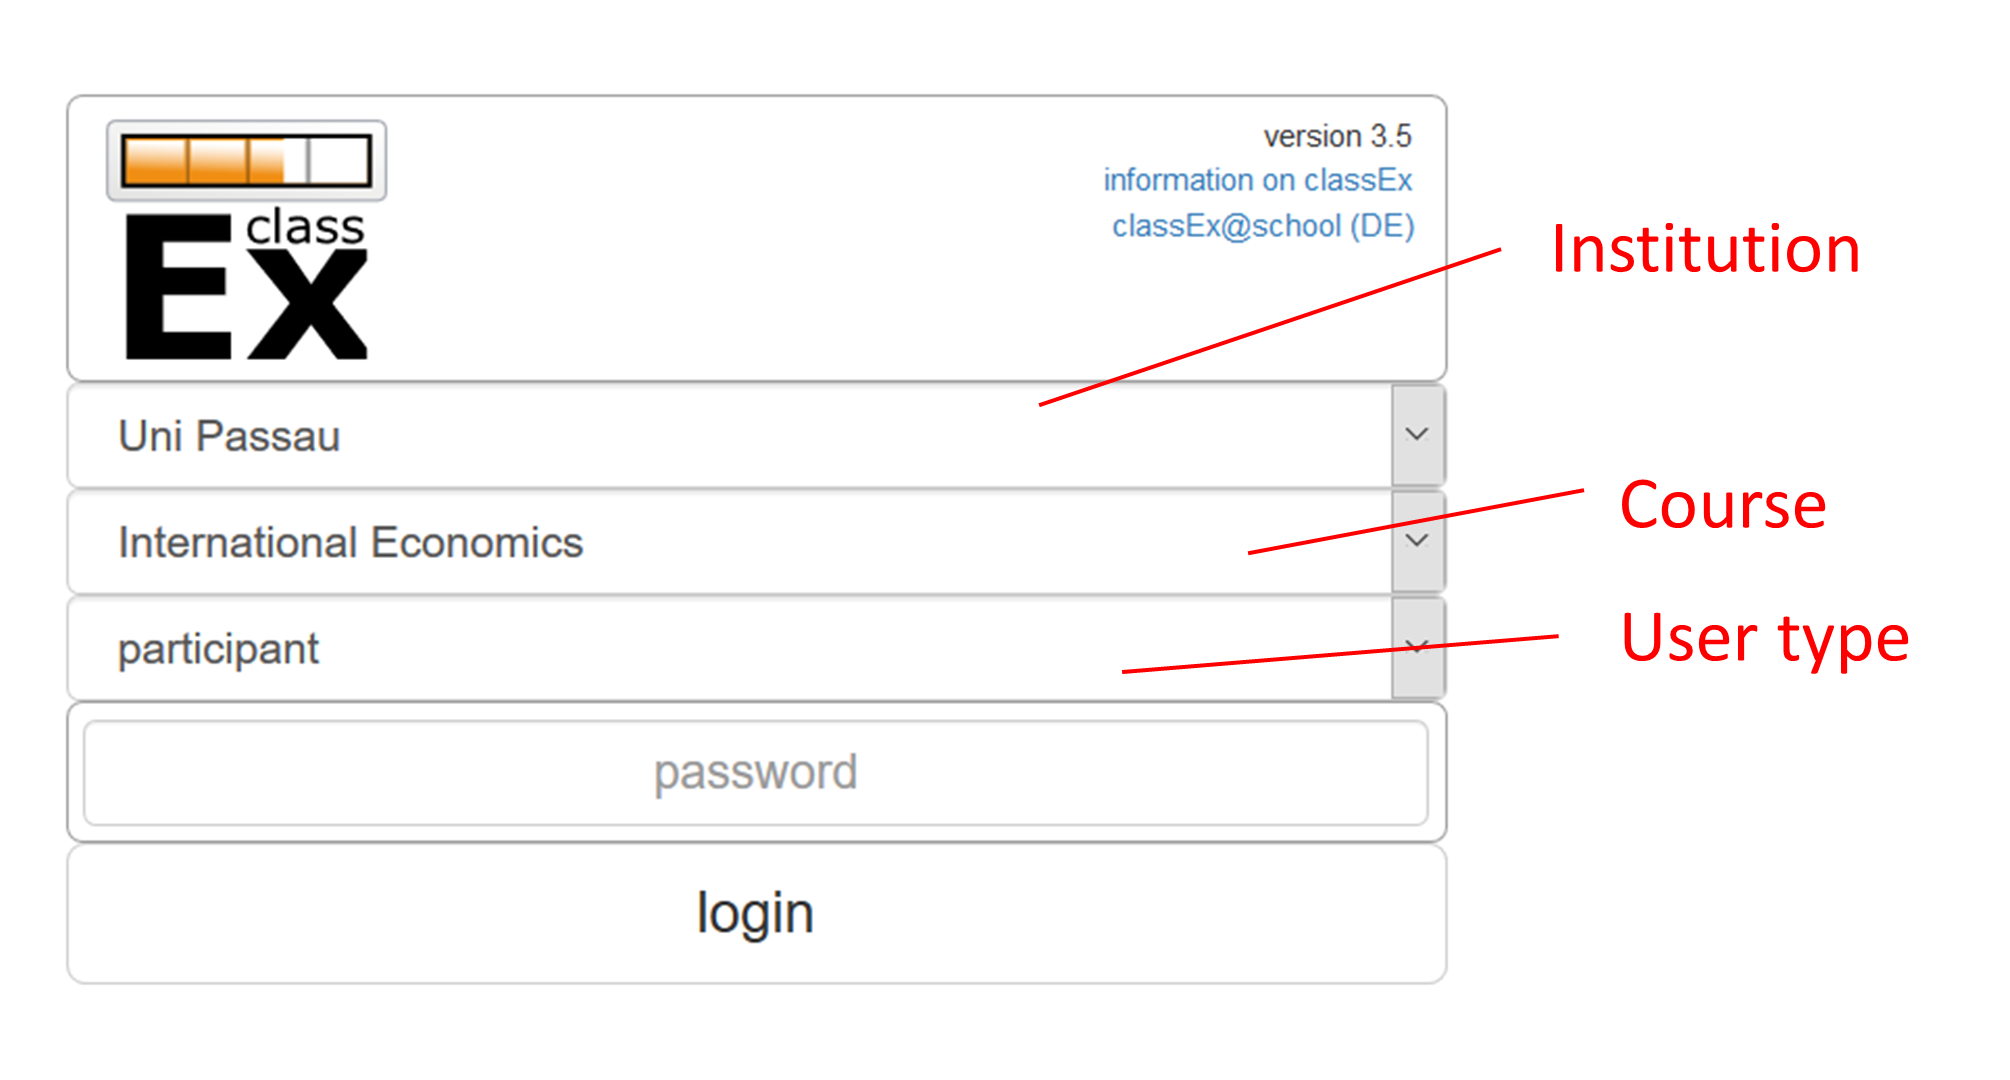 class
Ex
version 3.5
information on classEx
classEx@school (DE)
Institution
Uni Passau
Course
International Economics
User type
participant
password
login